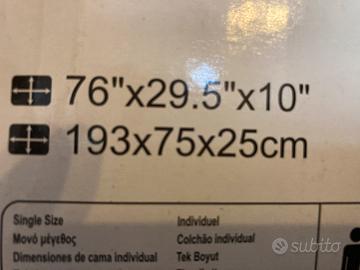 76"x29.5"x10"
193x75x25cm
Single Size Individuel
Μονό μέγεθος Colchão individual
Dimensiones de cama individual Tek Boyut
subito